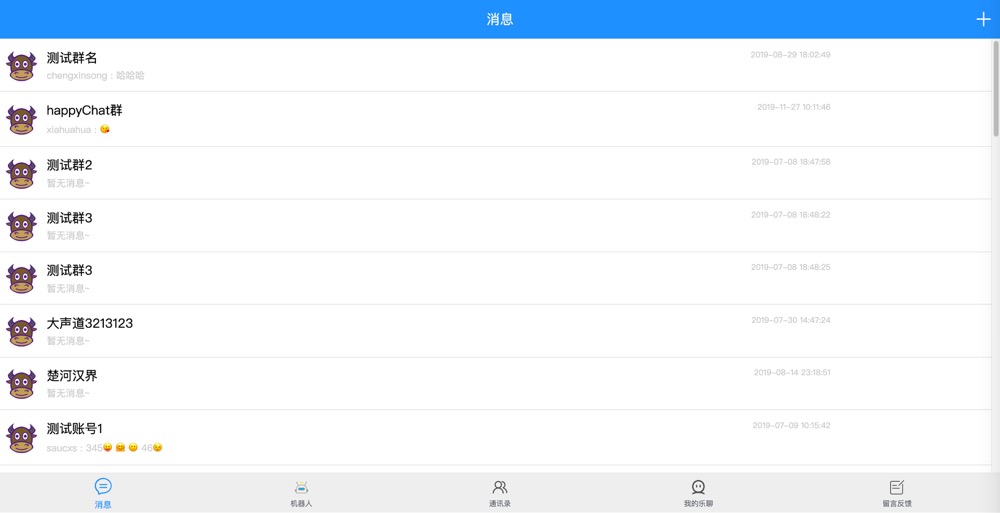 消息
测试群名
2019-08-29 18:02:49
chengxinsong : 哈哈哈
happyChat群
2019-11-27 10:11:46
xiahuahua : 😘
测试群2
2019-07-08 18:47:58
暂无消息~
测试群3
2019-07-08 18:48:22
暂无消息~
测试群3
2019-07-08 18:48:25
暂无消息~
大声道3213123
2019-07-30 14:47:24
暂无消息~
楚河汉界
2019-08-14 23:18:51
暂无消息~
测试账号1
2019-07-09 10:15:42
saucxs : 345😛 🤗 😋 46😉
消息 机器人 通讯录 我的乐聊 留言反馈